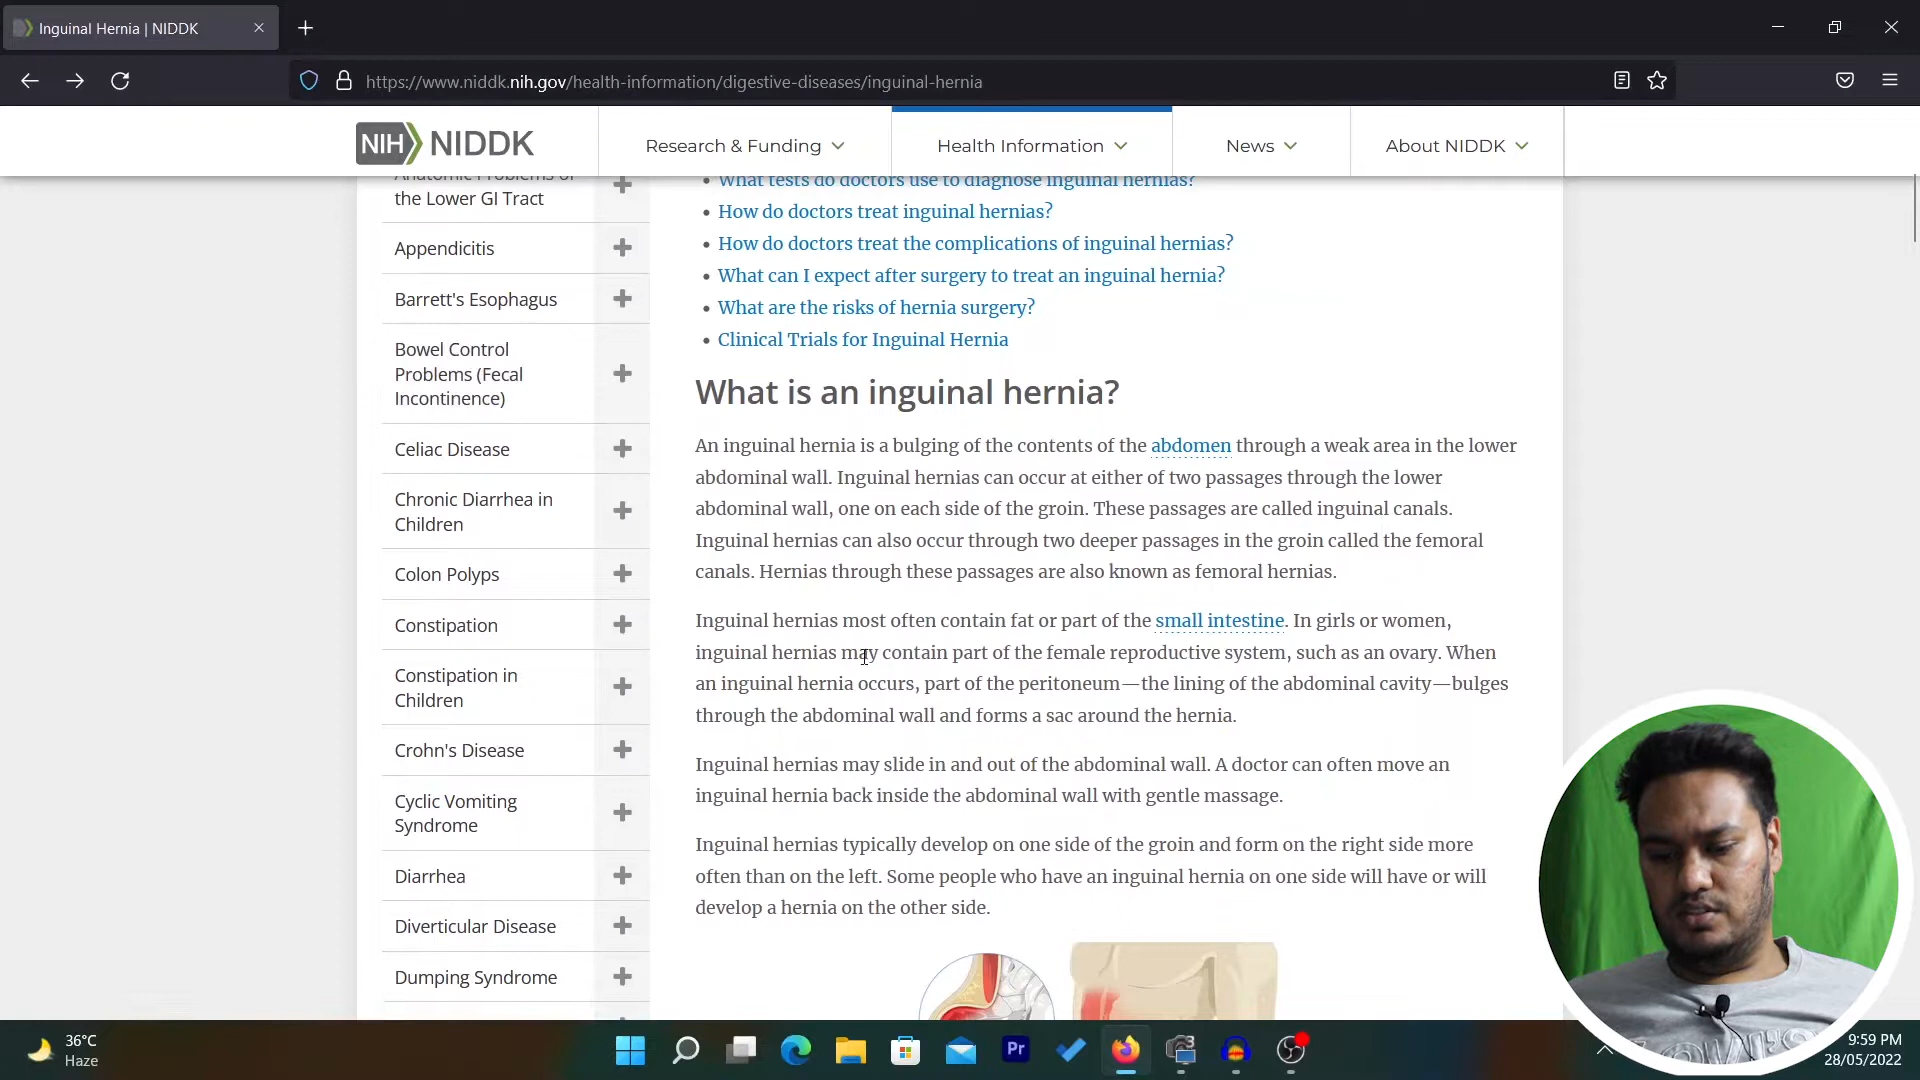 Inguinal Hernia | NIDDK
https://www.niddk.nih.gov/health-information/digestive-diseases/inguinal-hernia
NIH NIDDK
Research & Funding
Health Information
News
About NIDDK
Anatomic Problems of
the Lower GI Tract
Appendicitis
Barrett's Esophagus
Bowel Control
Problems (Fecal
Incontinence)
Celiac Disease
Chronic Diarrhea in
Children
Colon Polyps
Constipation
Constipation in
Children
Crohn's Disease
Cyclic Vomiting
Syndrome
Diarrhea
Diverticular Disease
Dumping Syndrome
• What tests do doctors use to diagnose inguinal hernias?
• How do doctors treat inguinal hernias?
• How do doctors treat the complications of inguinal hernias?
• What can I expect after surgery to treat an inguinal hernia?
• What are the risks of hernia surgery?
• Clinical Trials for Inguinal Hernia
What is an inguinal hernia?
An inguinal hernia is a bulging of the contents of the abdomen through a weak area in the lower
abdominal wall. Inguinal hernias can occur at either of two passages through the lower
abdominal wall, one on each side of the groin. These passages are called inguinal canals.
Inguinal hernias can also occur through two deeper passages in the groin called the femoral
canals. Hernias through these passages are also known as femoral hernias.
Inguinal hernias most often contain fat or part of the small intestine. In girls or women,
inguinal hernias may contain part of the female reproductive system, such as an ovary. When
an inguinal hernia occurs, part of the peritoneum—the lining of the abdominal cavity—bulges
through the abdominal wall and forms a sac around the hernia.
Inguinal hernias may slide in and out of the abdominal wall. A doctor can often move an
inguinal hernia back inside the abdominal wall with gentle massage.
Inguinal hernias typically develop on one side of the groin and form on the right side more
often than on the left. Some people who have an inguinal hernia on one side will have or will
develop a hernia on the other side.
36°C
Haze
Pr
9:59 PM
28/05/2022